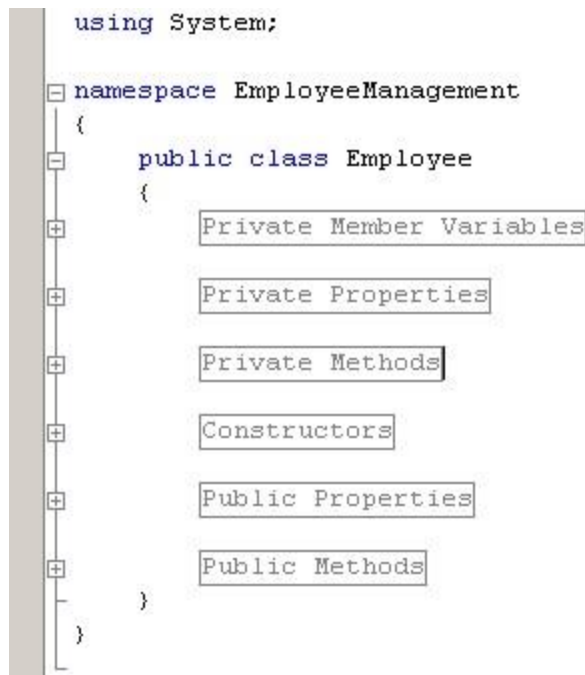 using System;
namespace EmployeeManagement
{
public class Employee
{
Private Member Variables
Private Properties
Private Methods
Constructors
Public Properties
Public Methods
}
}